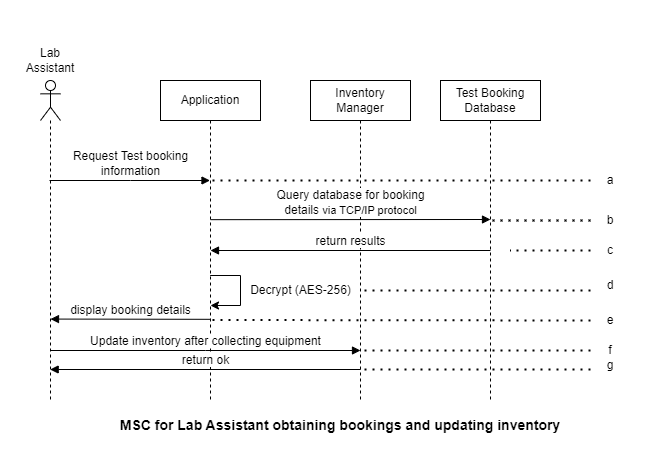 Lab
Assistant
Application
Inventory
Manager
Test Booking
Database
Request Test booking
information
a
Query database for booking
details via TCP/IP protocol
b
return results
c
Decrypt (AES-256)
d
display booking details
e
Update inventory after collecting equipment
f
return ok
g
MSC for Lab Assistant obtaining bookings and updating inventory